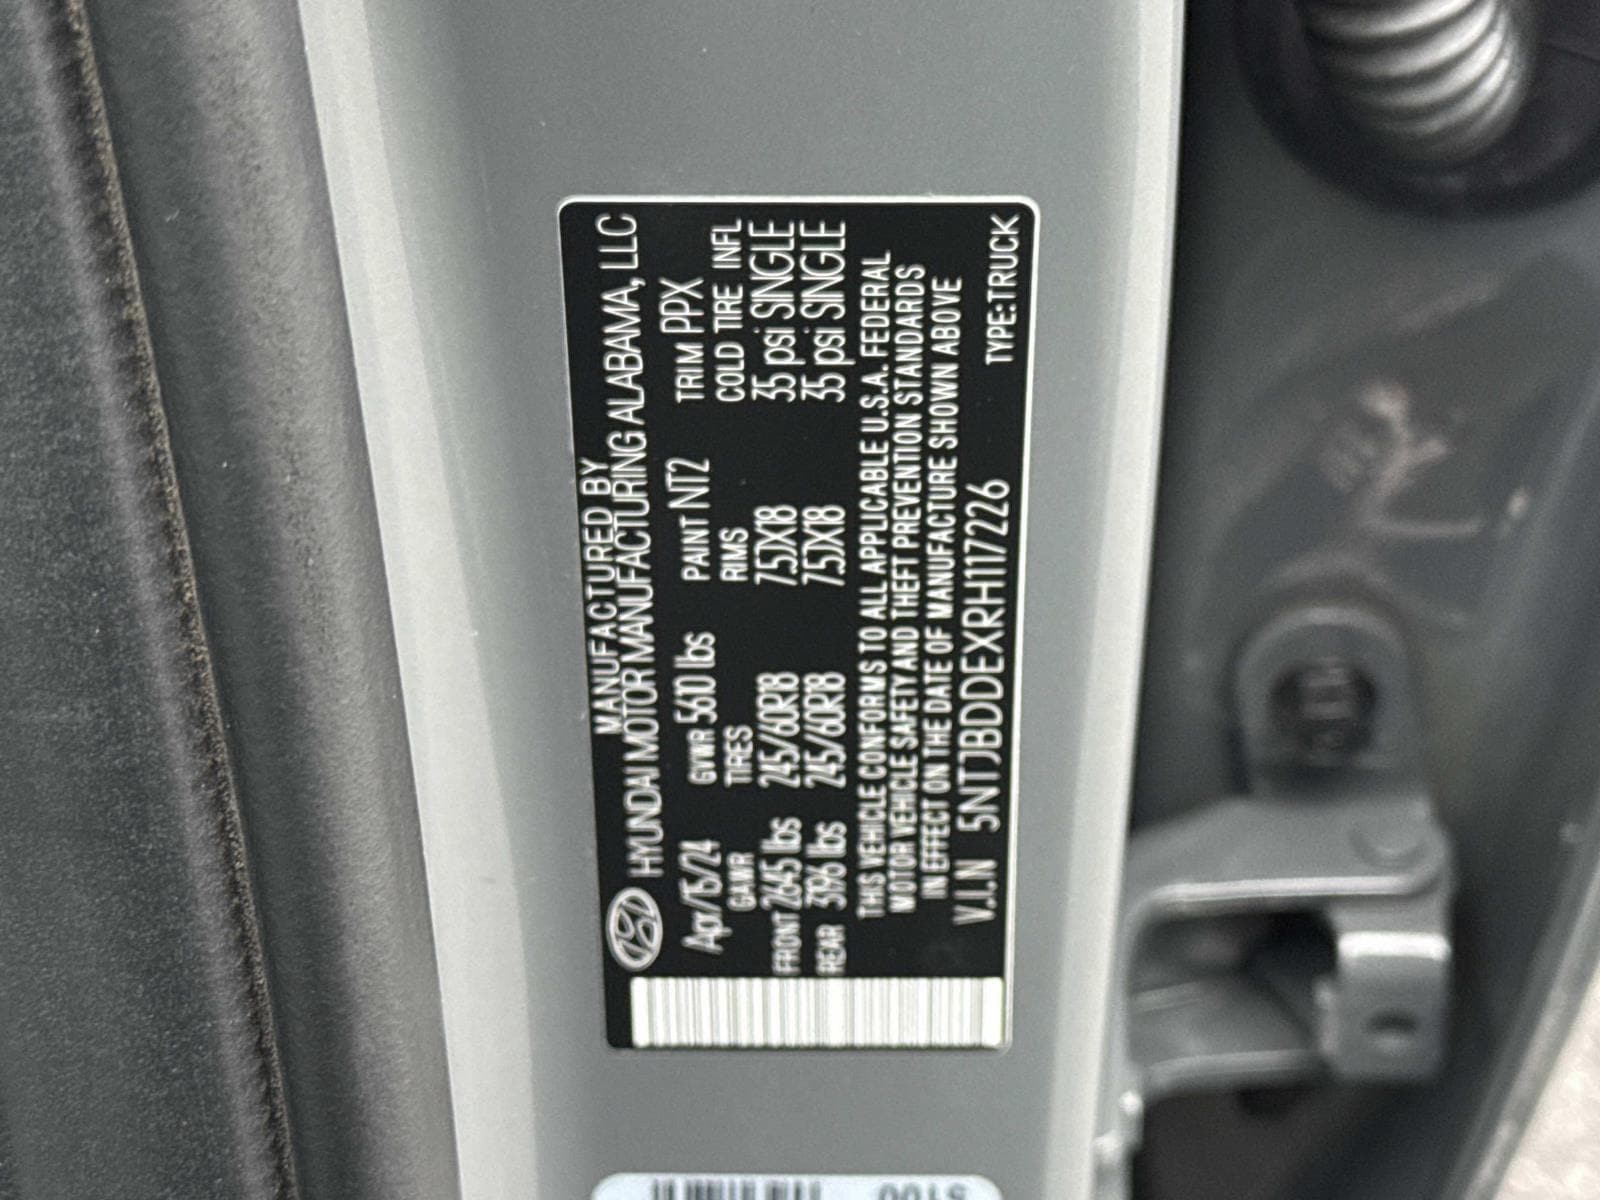 MANUFACTURED BY
HYUNDAI MOTOR MANUFACTURING ALABAMA, LLC
Apr/15/24 GVWR 5610 lbs PAINT NT2 TRIM PPX
GAWR TIRES RIMS COLD TIRE INFL
FRONT 2645 lbs 245/60R18 7.5JX18 35 psi SINGLE
REAR 3196 lbs 245/60R18 7.5JX18 35 psi SINGLE
THIS VEHICLE CONFORMS TO ALL APPLICABLE U.S.A. FEDERAL
MOTOR VEHICLE SAFETY AND THEFT PREVENTION STANDARDS
IN EFFECT ON THE DATE OF MANUFACTURE SHOWN ABOVE
V.I.N 5NTJBDDEXRH117226
TYPE:TRUCK